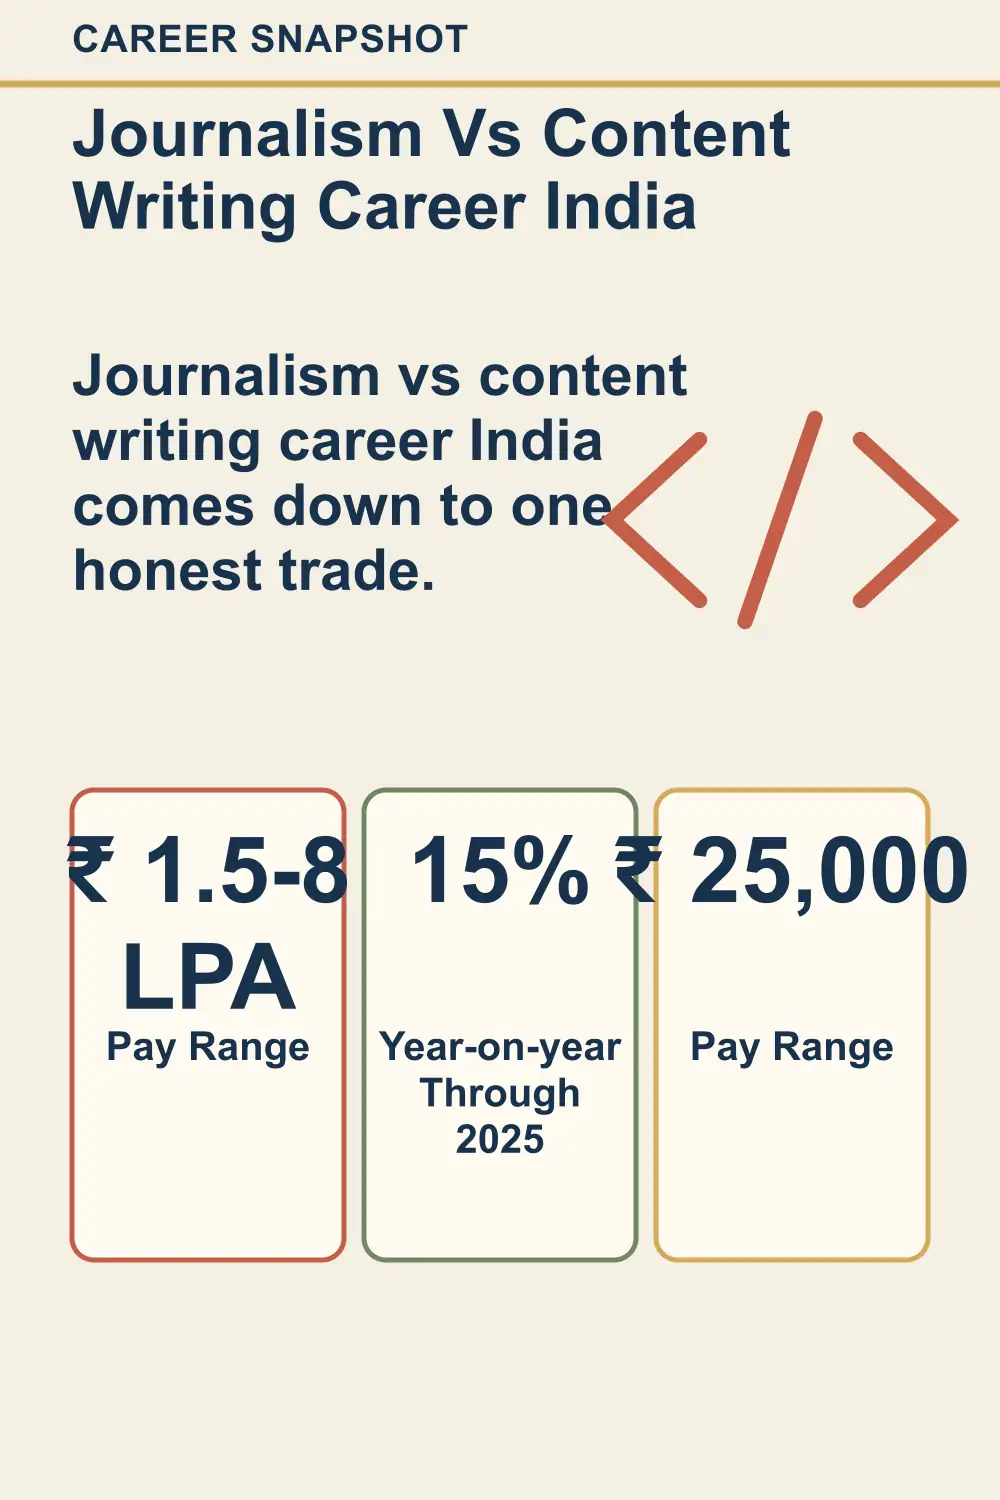 CAREER SNAPSHOT
Journalism Vs Content
Writing Career India
Journalism vs content
writing career India
comes down to one
honest trade.
</>
₹ 1.5-8
LPA
Pay Range
15%
Year-on-year
Through
2025
₹ 25,000
Pay Range